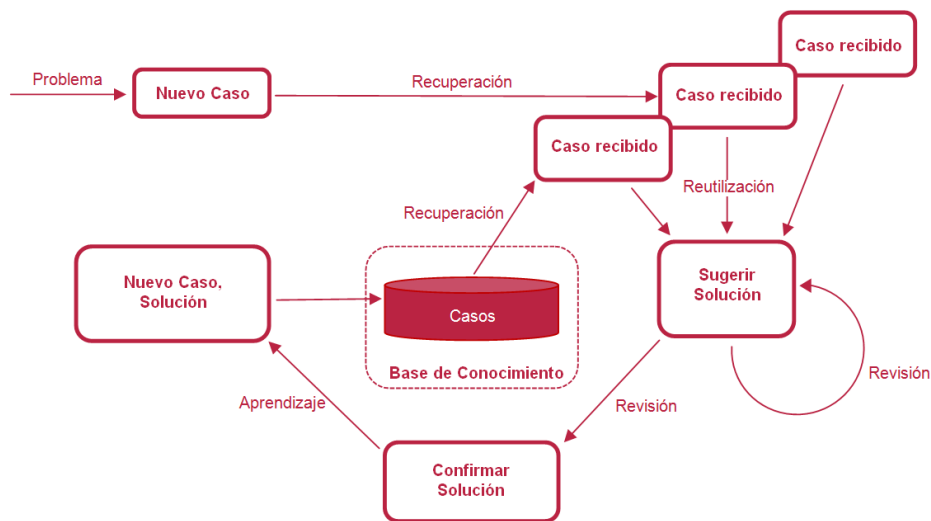 Caso recibido
Problema
Recuperación
Nuevo Caso
Caso recibido
Caso recibido
Reutilización
Recuperación
Nuevo Caso,
Solución
Sugerir
Solución
Casos
Base de Conocimiento
Revisión
Aprendizaje
Revisión
Confirmar
Solución